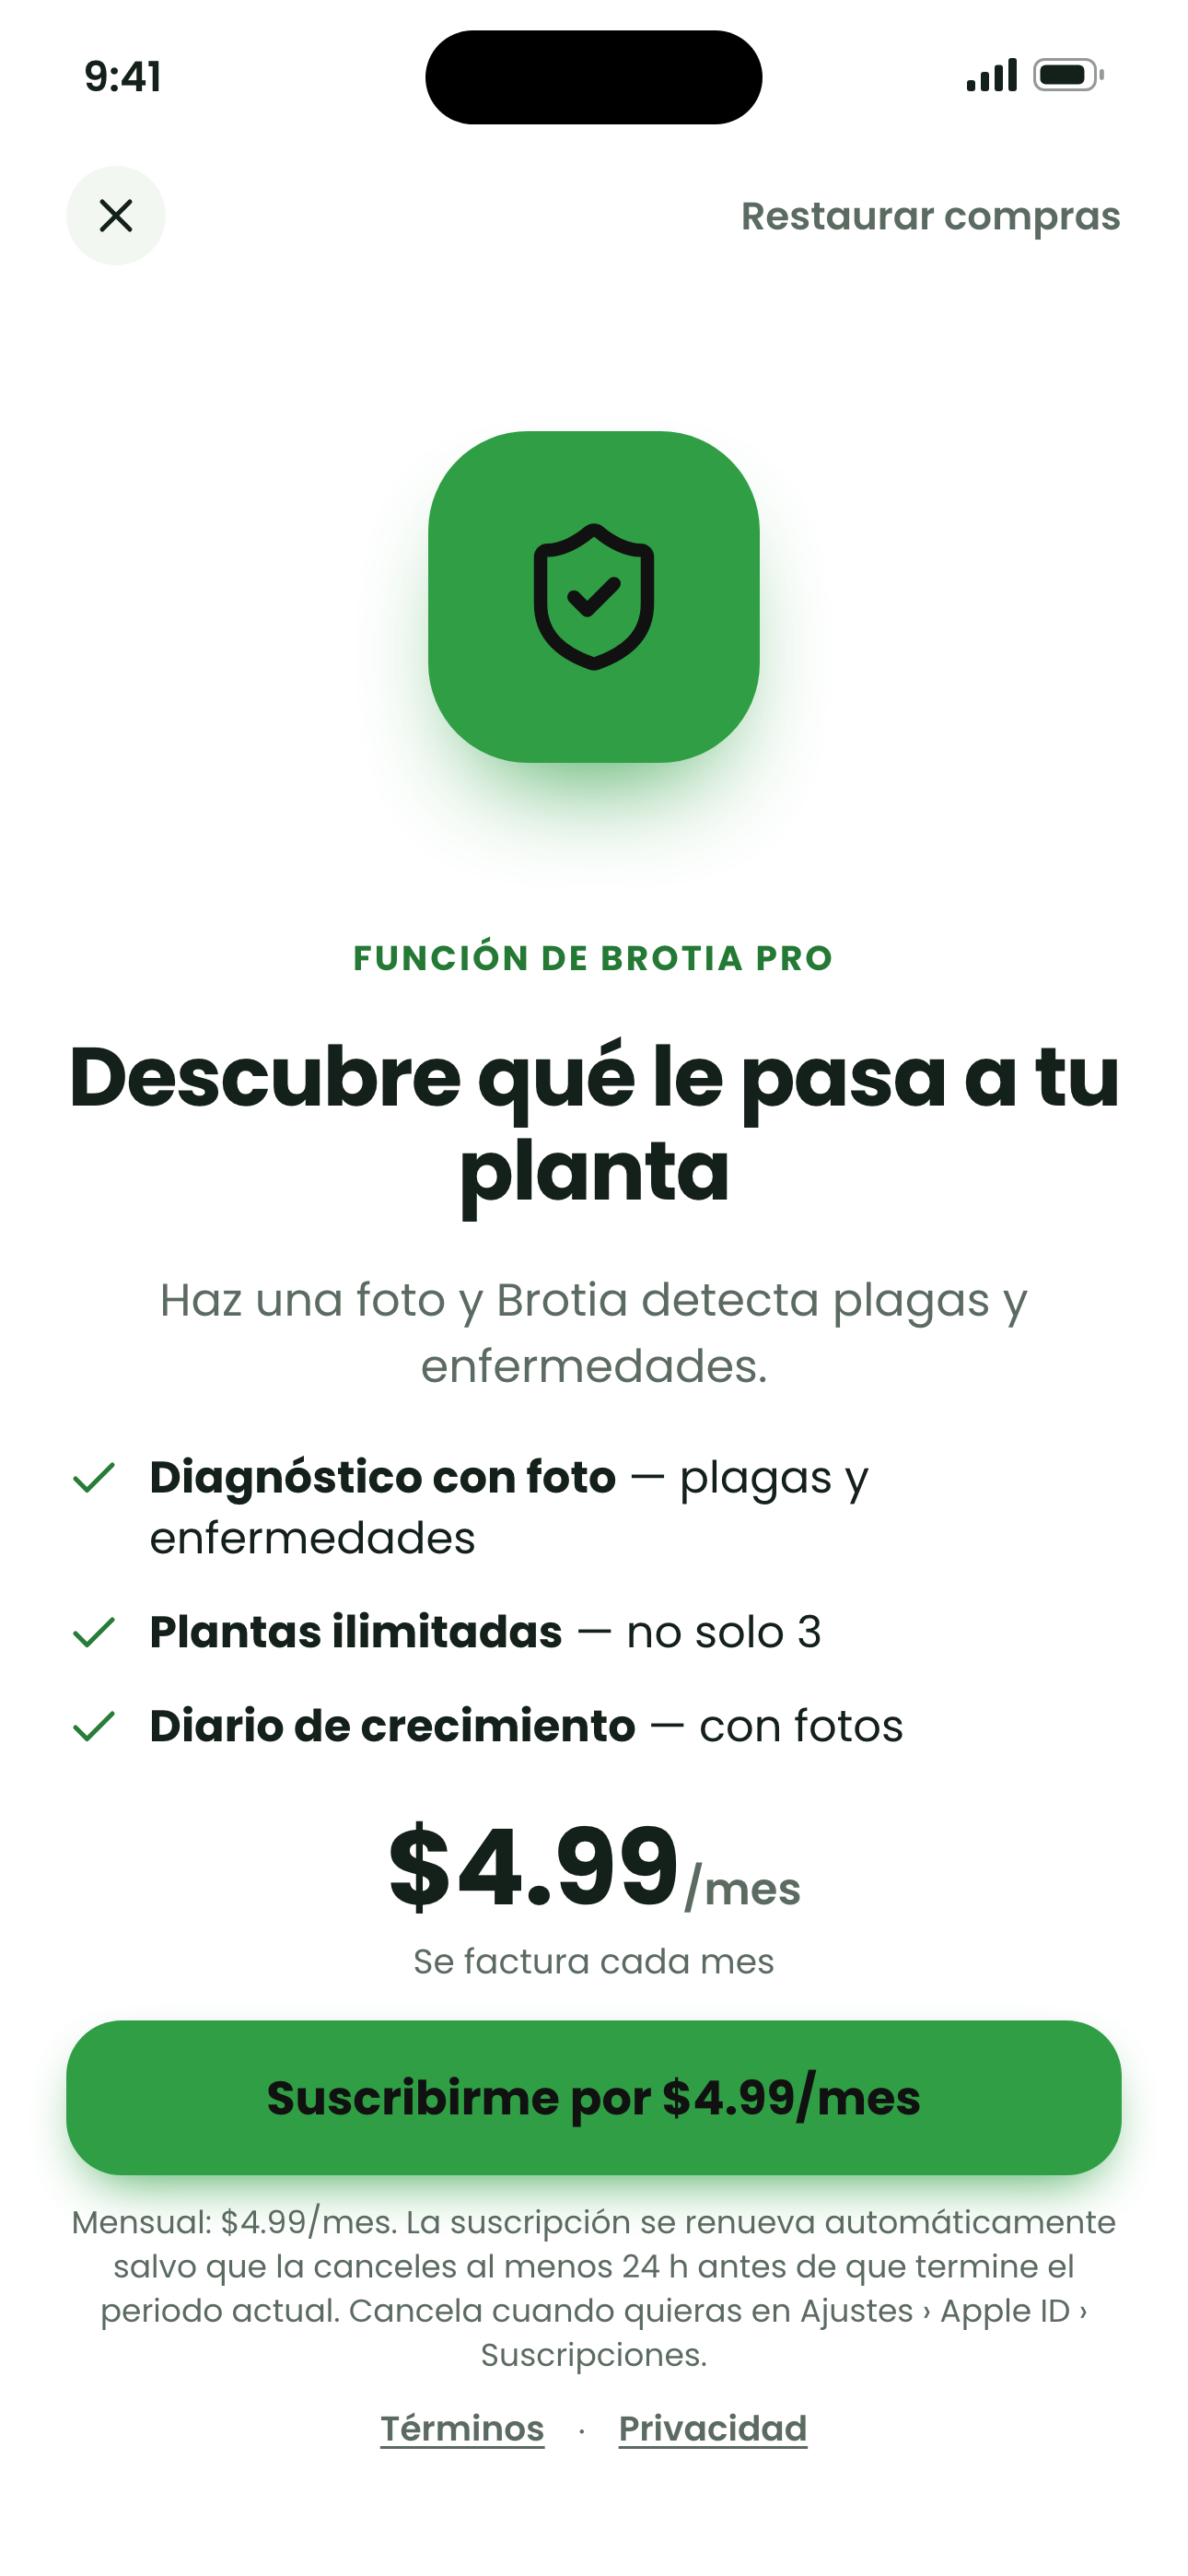 9:41
Restaurar compras
FUNCIÓN DE BROTIA PRO
Descubre qué le pasa a tu
planta
Haz una foto y Brotia detecta plagas y
enfermedades.
Diagnóstico con foto — plagas y
enfermedades
Plantas ilimitadas — no solo 3
Diario de crecimiento — con fotos
$4.99/mes
Se factura cada mes
Suscribirme por $4.99/mes
Mensual: $4.99/mes. La suscripción se renueva automáticamente
salvo que la canceles al menos 24 h antes de que termine el
periodo actual. Cancela cuando quieras en Ajustes › Apple ID ›
Suscripciones.
Términos · Privacidad